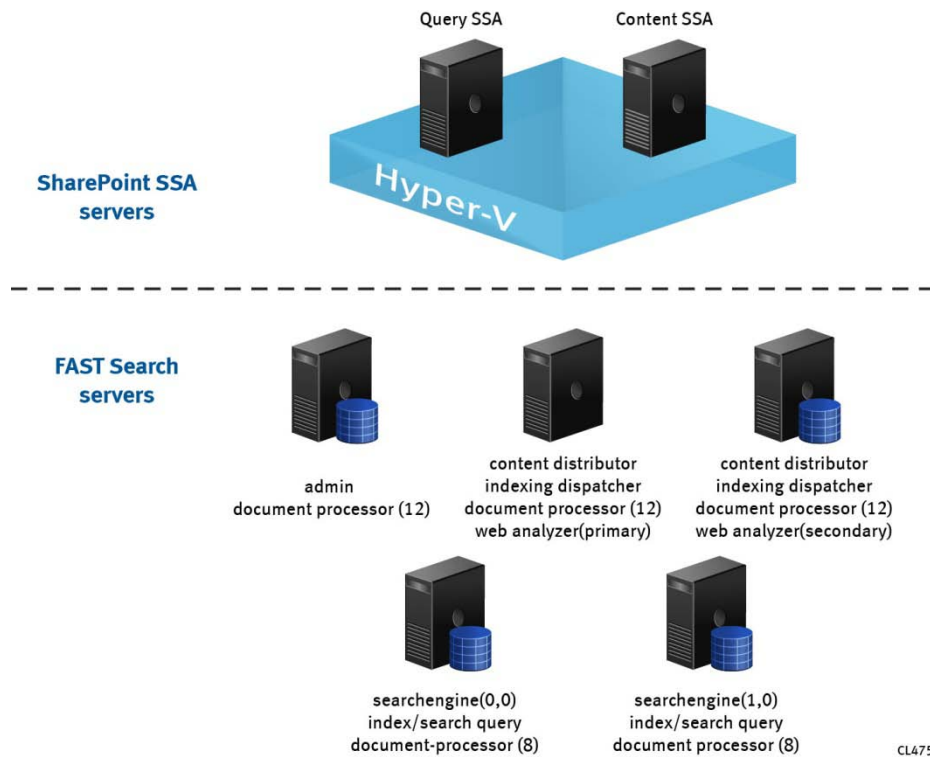 Query SSA
Content SSA
SharePoint SSA
servers
Hyper-V
FAST Search
servers
admin
document processor (12)
content distributor
indexing dispatcher
document processor (12)
web analyzer(primary)
content distributor
indexing dispatcher
document processor (12)
web analyzer(secondary)
searchengine(0,0)
index/search query
document-processor (8)
searchengine(1,0)
index/search query
document processor (8)